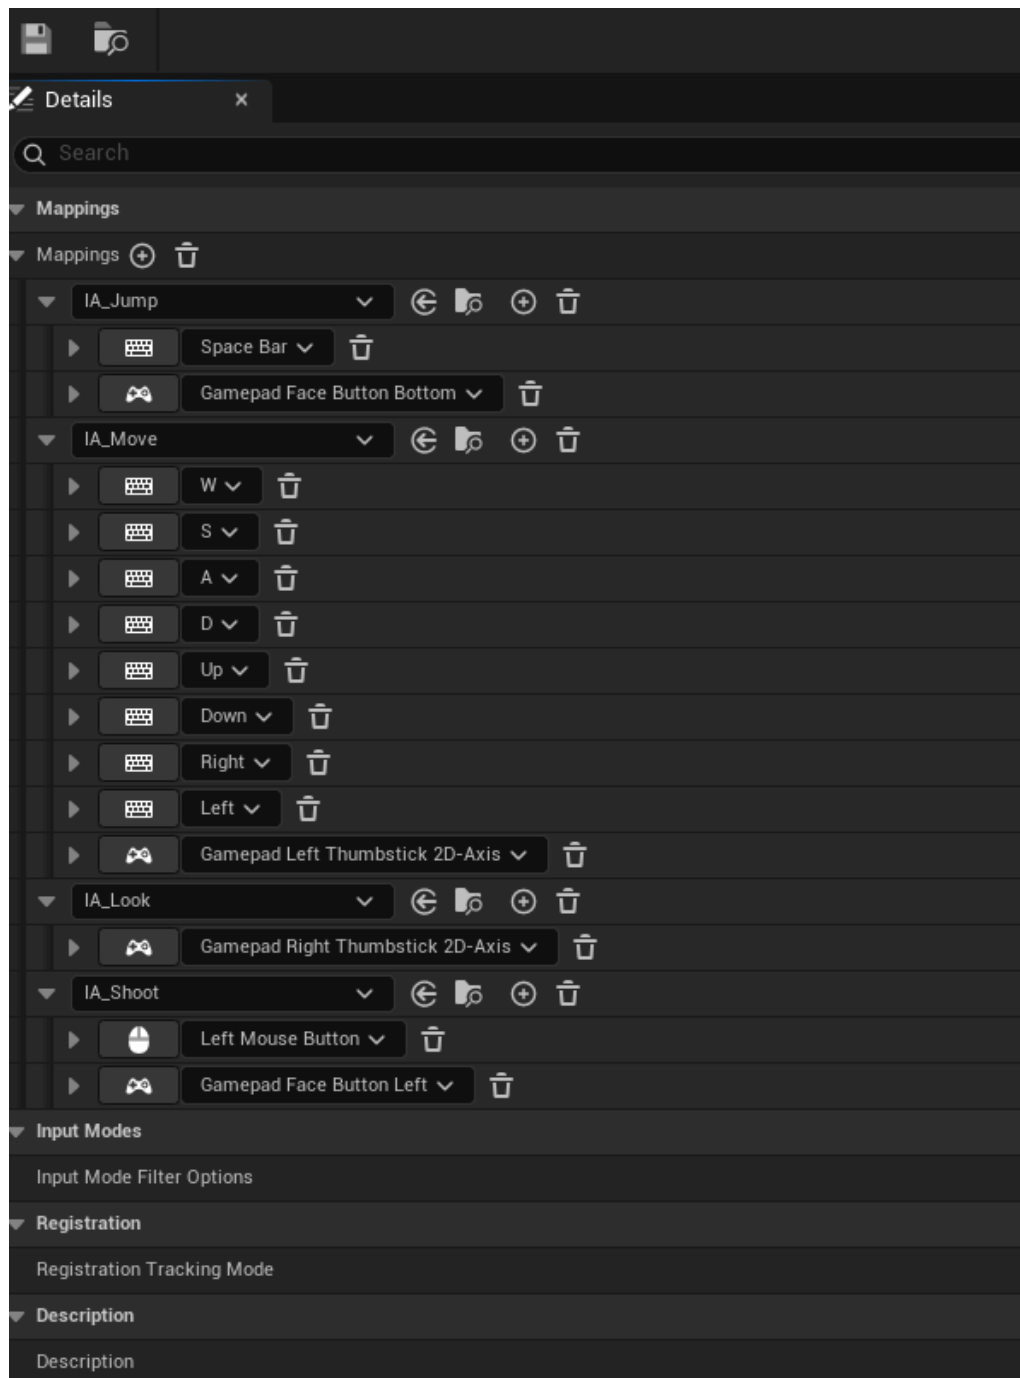 Details
Search
Mappings
Mappings
IA_Jump
Space Bar
Gamepad Face Button Bottom
IA_Move
W
S
A
D
Up
Down
Right
Left
Gamepad Left Thumbstick 2D-Axis
IA_Look
Gamepad Right Thumbstick 2D-Axis
IA_Shoot
Left Mouse Button
Gamepad Face Button Left
Input Modes
Input Mode Filter Options
Registration
Registration Tracking Mode
Description
Description